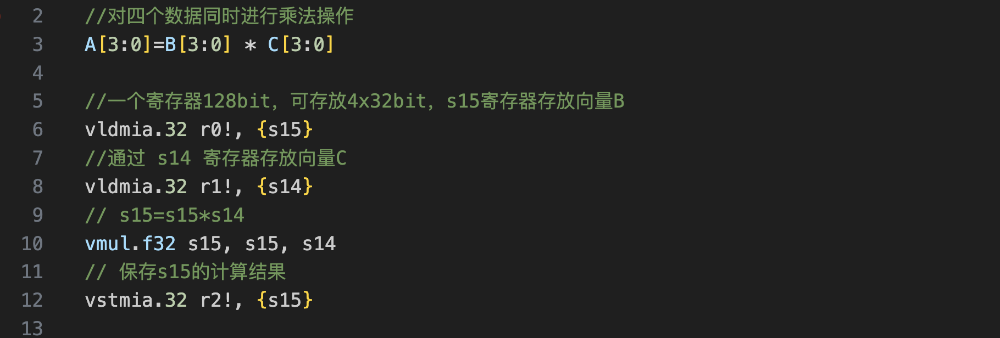 2 //对四个数据同时进行乘法操作
3 A[3:0]=B[3:0] * C[3:0]
4
5 //一个寄存器128bit，可存放4x32bit，s15寄存器存放向量B
6 vldmia.32 r0!, {s15}
7 //通过 s14 寄存器存放向量C
8 vldmia.32 r1!, {s14}
9 // s15=s15*s14
10 vmul.f32 s15, s15, s14
11 // 保存s15的计算结果
12 vstmia.32 r2!, {s15}
13